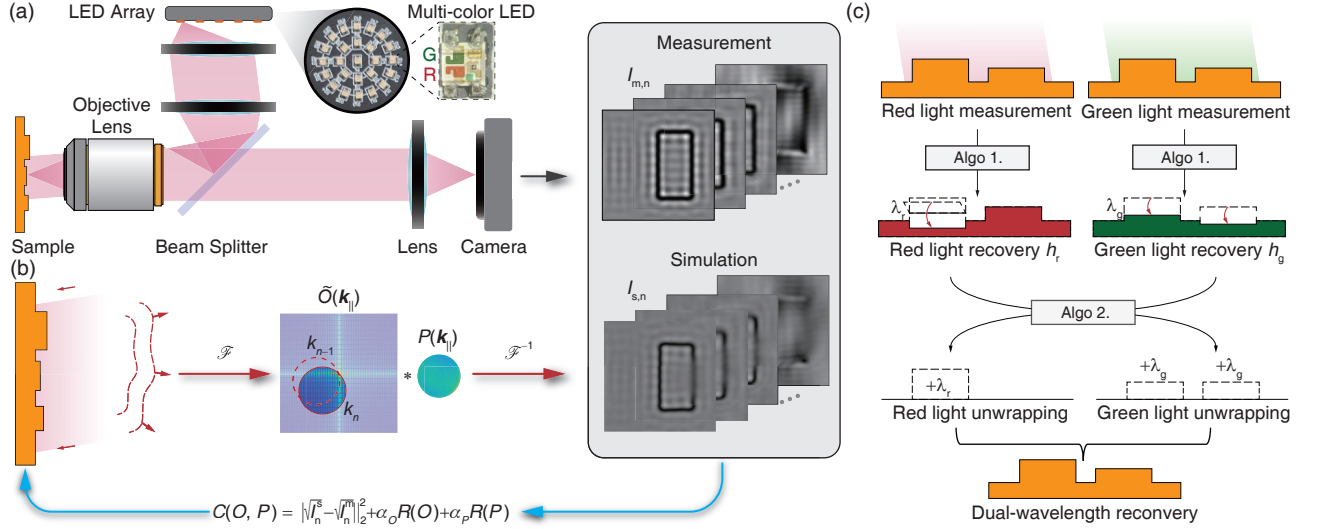 (a)
LED Array
Multi-color LED
G
R
Objective
Lens
Sample
Beam Splitter
Lens
Camera
Measurement
I_{m,n}
Simulation
I_{s,n}
(b)
ℱ
Õ(k_{||})
k_{n−1}
k_n
*
P(k_{||})
ℱ^{−1}
C(O, P) = |√I_n^s − √I_n^m||_2^2+α_O R(O)+α_P R(P)
(c)
Red light measurement
Green light measurement
Algo 1.
Algo 1.
λ_r
λ_g
Red light recovery h_r
Green light recovery h_g
Algo 2.
+λ_r
+λ_g
+λ_g
Red light unwrapping
Green light unwrapping
Dual-wavelength reconvery